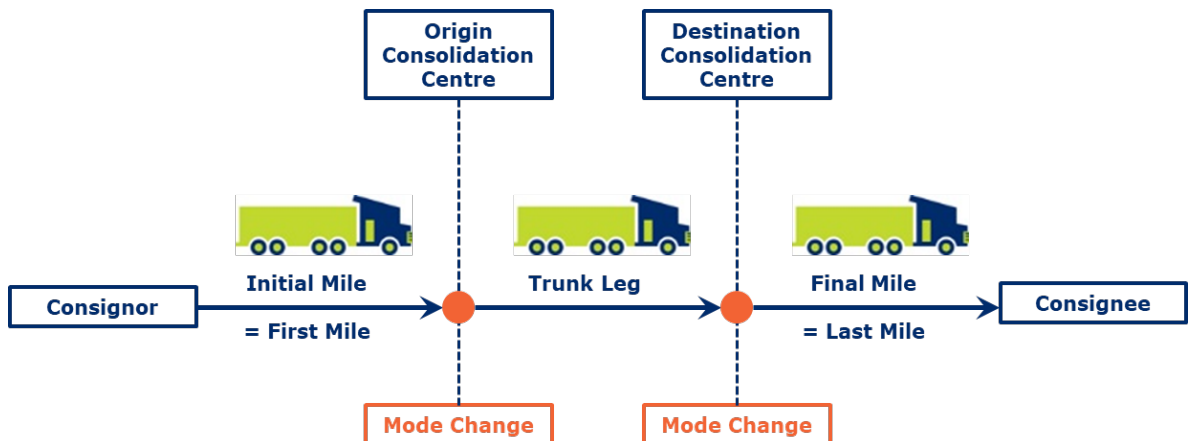 Origin
Consolidation
Centre
Destination
Consolidation
Centre
Initial Mile
Trunk Leg
Final Mile
Consignor
Consignee
= First Mile
= Last Mile
Mode Change
Mode Change